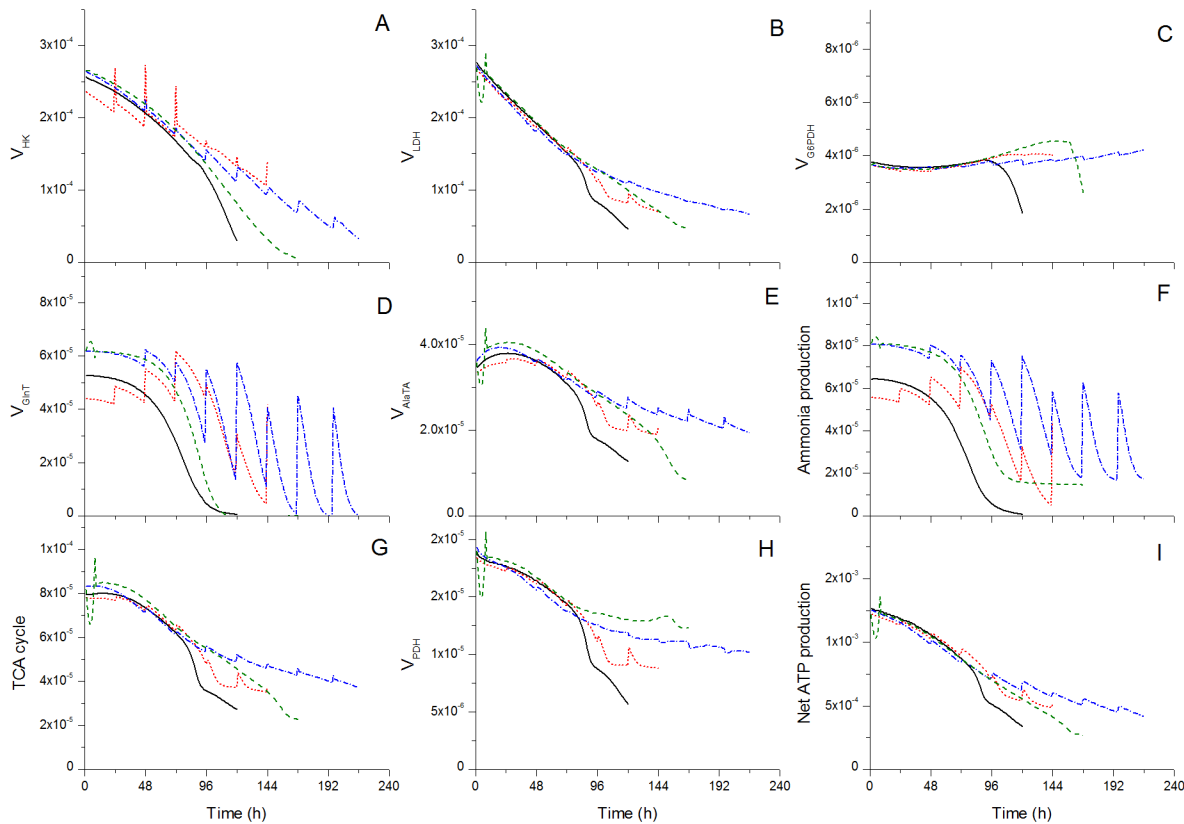 A
V_HK
3x10⁻⁴
2x10⁻⁴
1x10⁻⁴
0
B
V_LDH
3x10⁻⁴
2x10⁻⁴
1x10⁻⁴
0
C
V_G6PDH
8x10⁻⁶
6x10⁻⁶
4x10⁻⁶
2x10⁻⁶
0
D
V_GlnT
8x10⁻⁵
6x10⁻⁵
4x10⁻⁵
2x10⁻⁵
0
E
V_AlaTA
4.0x10⁻⁵
2.0x10⁻⁵
0.0
F
Ammonia production
1x10⁻⁴
8x10⁻⁵
6x10⁻⁵
4x10⁻⁵
2x10⁻⁵
0
G
TCA cycle
1x10⁻⁴
8x10⁻⁵
6x10⁻⁵
4x10⁻⁵
2x10⁻⁵
0
0 48 96 144 192 240
Time (h)
H
V_PDH
2x10⁻⁵
2x10⁻⁵
1x10⁻⁵
5x10⁻⁶
0
0 48 96 144 192 240
Time (h)
I
Net ATP production
2x10⁻³
1x10⁻³
5x10⁻⁴
0
0 48 96 144 192 240
Time (h)